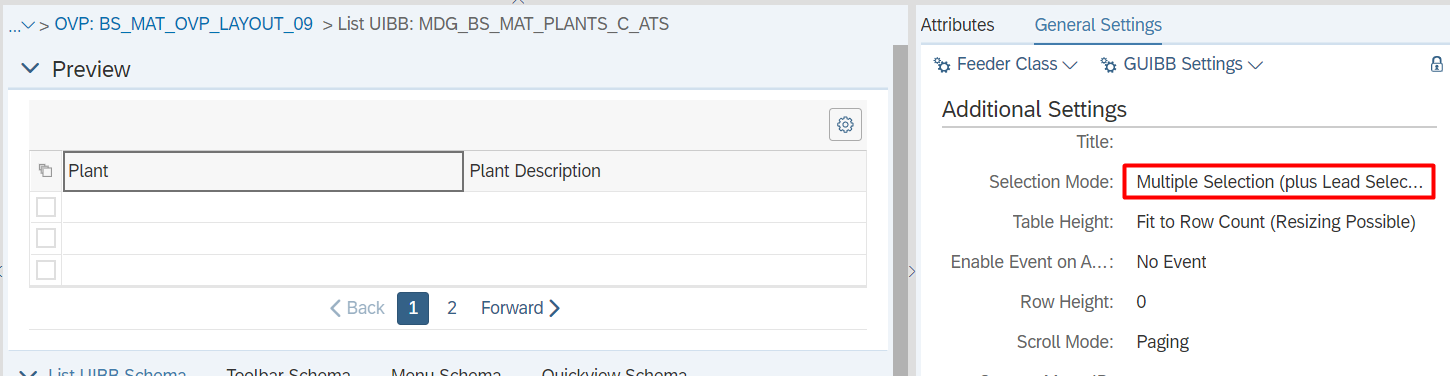 ... > OVP: BS_MAT_OVP_LAYOUT_09 > List UIBB: MDG_BS_MAT_PLANTS_C_ATS
Preview
Plant Plant Description
Back 1 2 Forward
List UIBB Schema Toolbar Schema Menu Schema Quickview Schema
Attributes General Settings
Feeder Class GUIBB Settings
Additional Settings
Title:
Selection Mode: Multiple Selection (plus Lead Selec...
Table Height: Fit to Row Count (Resizing Possible)
Enable Event on A...: No Event
Row Height: 0
Scroll Mode: Paging